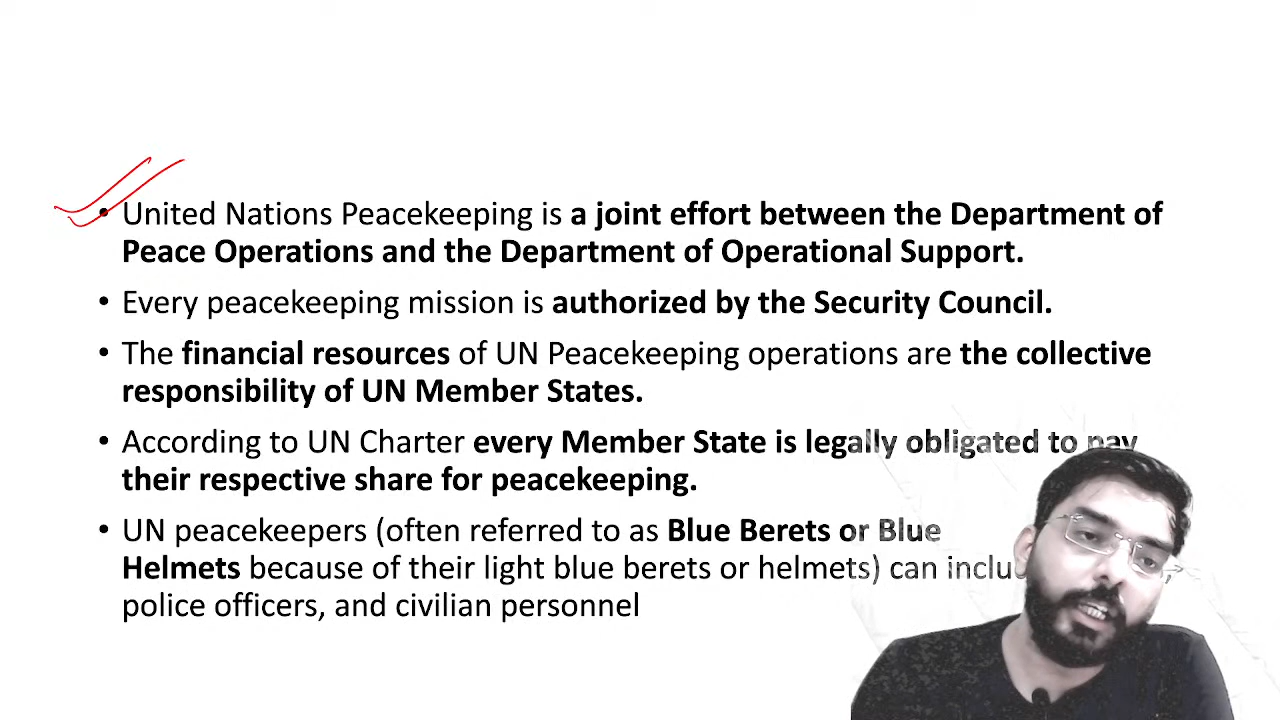 • United Nations Peacekeeping is a joint effort between the Department of
Peace Operations and the Department of Operational Support.
• Every peacekeeping mission is authorized by the Security Council.
• The financial resources of UN Peacekeeping operations are the collective
responsibility of UN Member States.
• According to UN Charter every Member State is legally obligated to pay
their respective share for peacekeeping.
• UN peacekeepers (often referred to as Blue Berets or Blue
Helmets because of their light blue berets or helmets) can
police officers, and civilian personnel